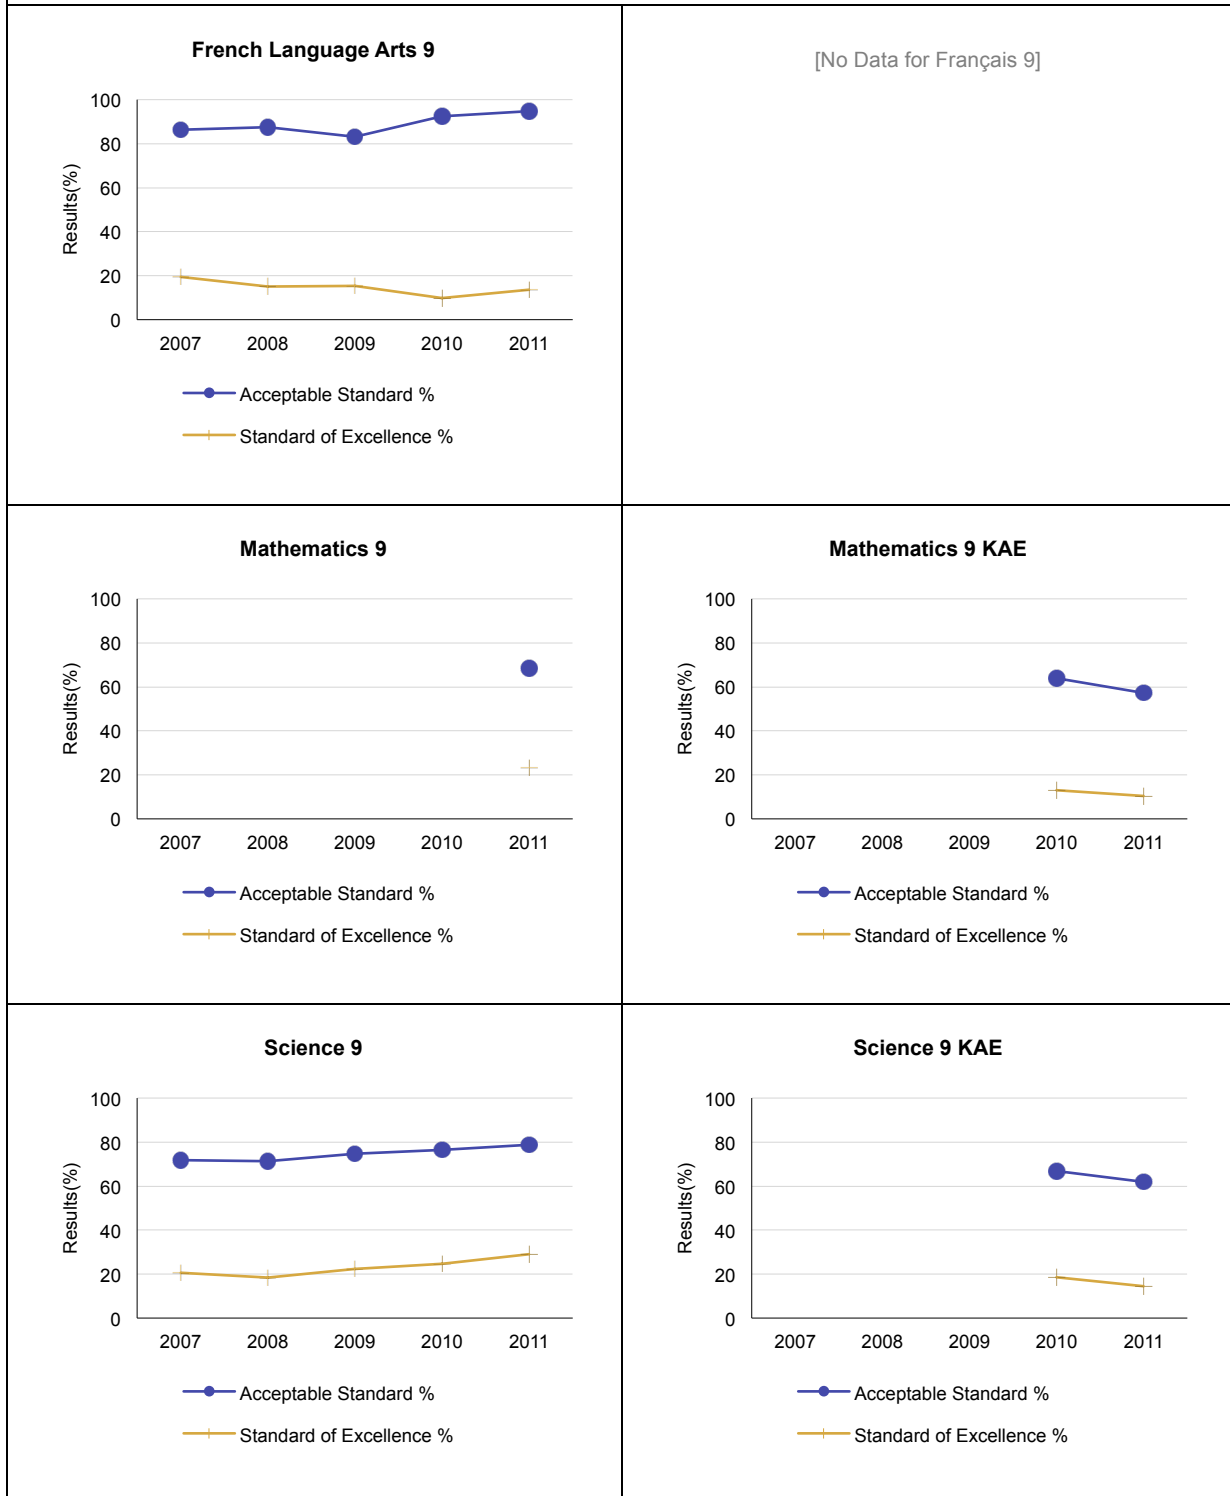 French Language Arts 9
Results(%)
100
80
60
40
20
0
2007 2008 2009 2010 2011
Acceptable Standard %
Standard of Excellence %
[No Data for Français 9]
Mathematics 9
Results(%)
100
80
60
40
20
0
2007 2008 2009 2010 2011
Acceptable Standard %
Standard of Excellence %
Mathematics 9 KAE
Results(%)
100
80
60
40
20
0
2007 2008 2009 2010 2011
Acceptable Standard %
Standard of Excellence %
Science 9
Results(%)
100
80
60
40
20
0
2007 2008 2009 2010 2011
Acceptable Standard %
Standard of Excellence %
Science 9 KAE
Results(%)
100
80
60
40
20
0
2007 2008 2009 2010 2011
Acceptable Standard %
Standard of Excellence %